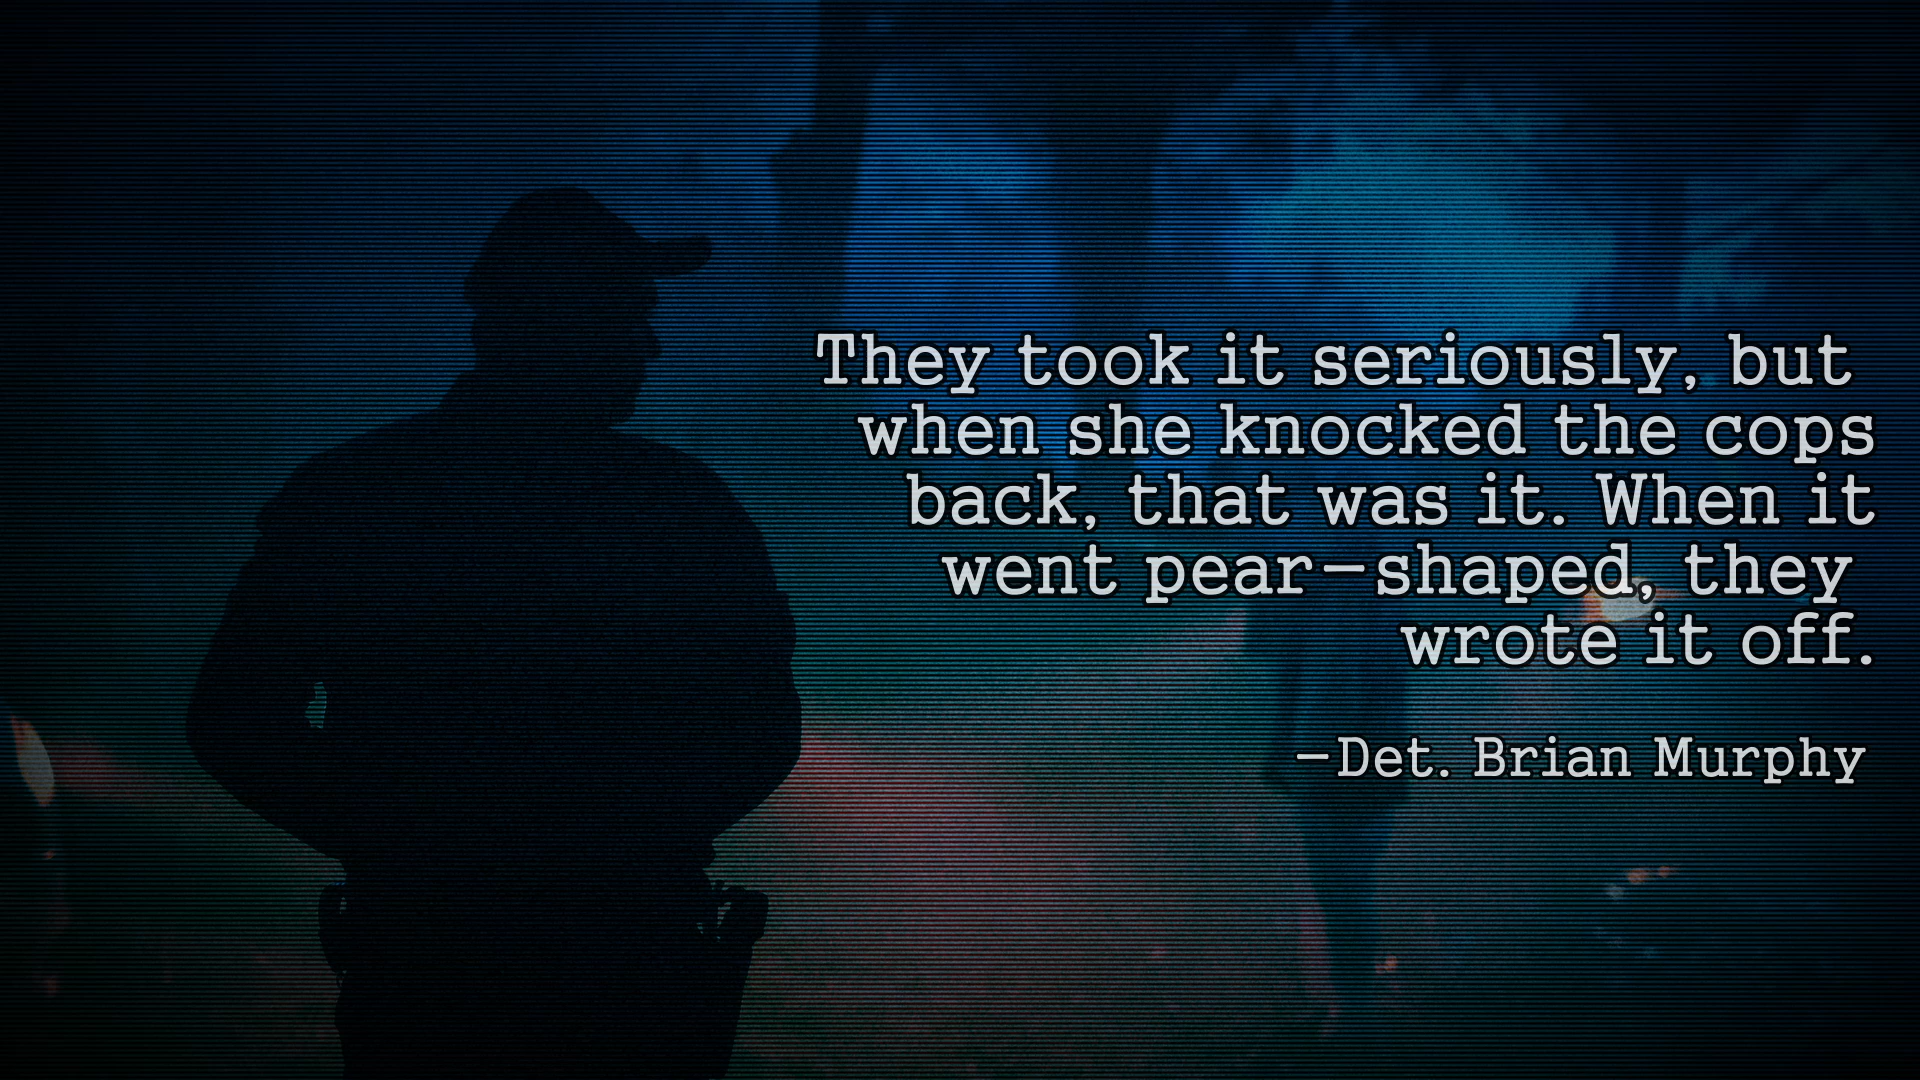 They took it seriously, but
when she knocked the cops
back, that was it. When it
went pear-shaped, they
wrote it off.
-Det. Brian Murphy